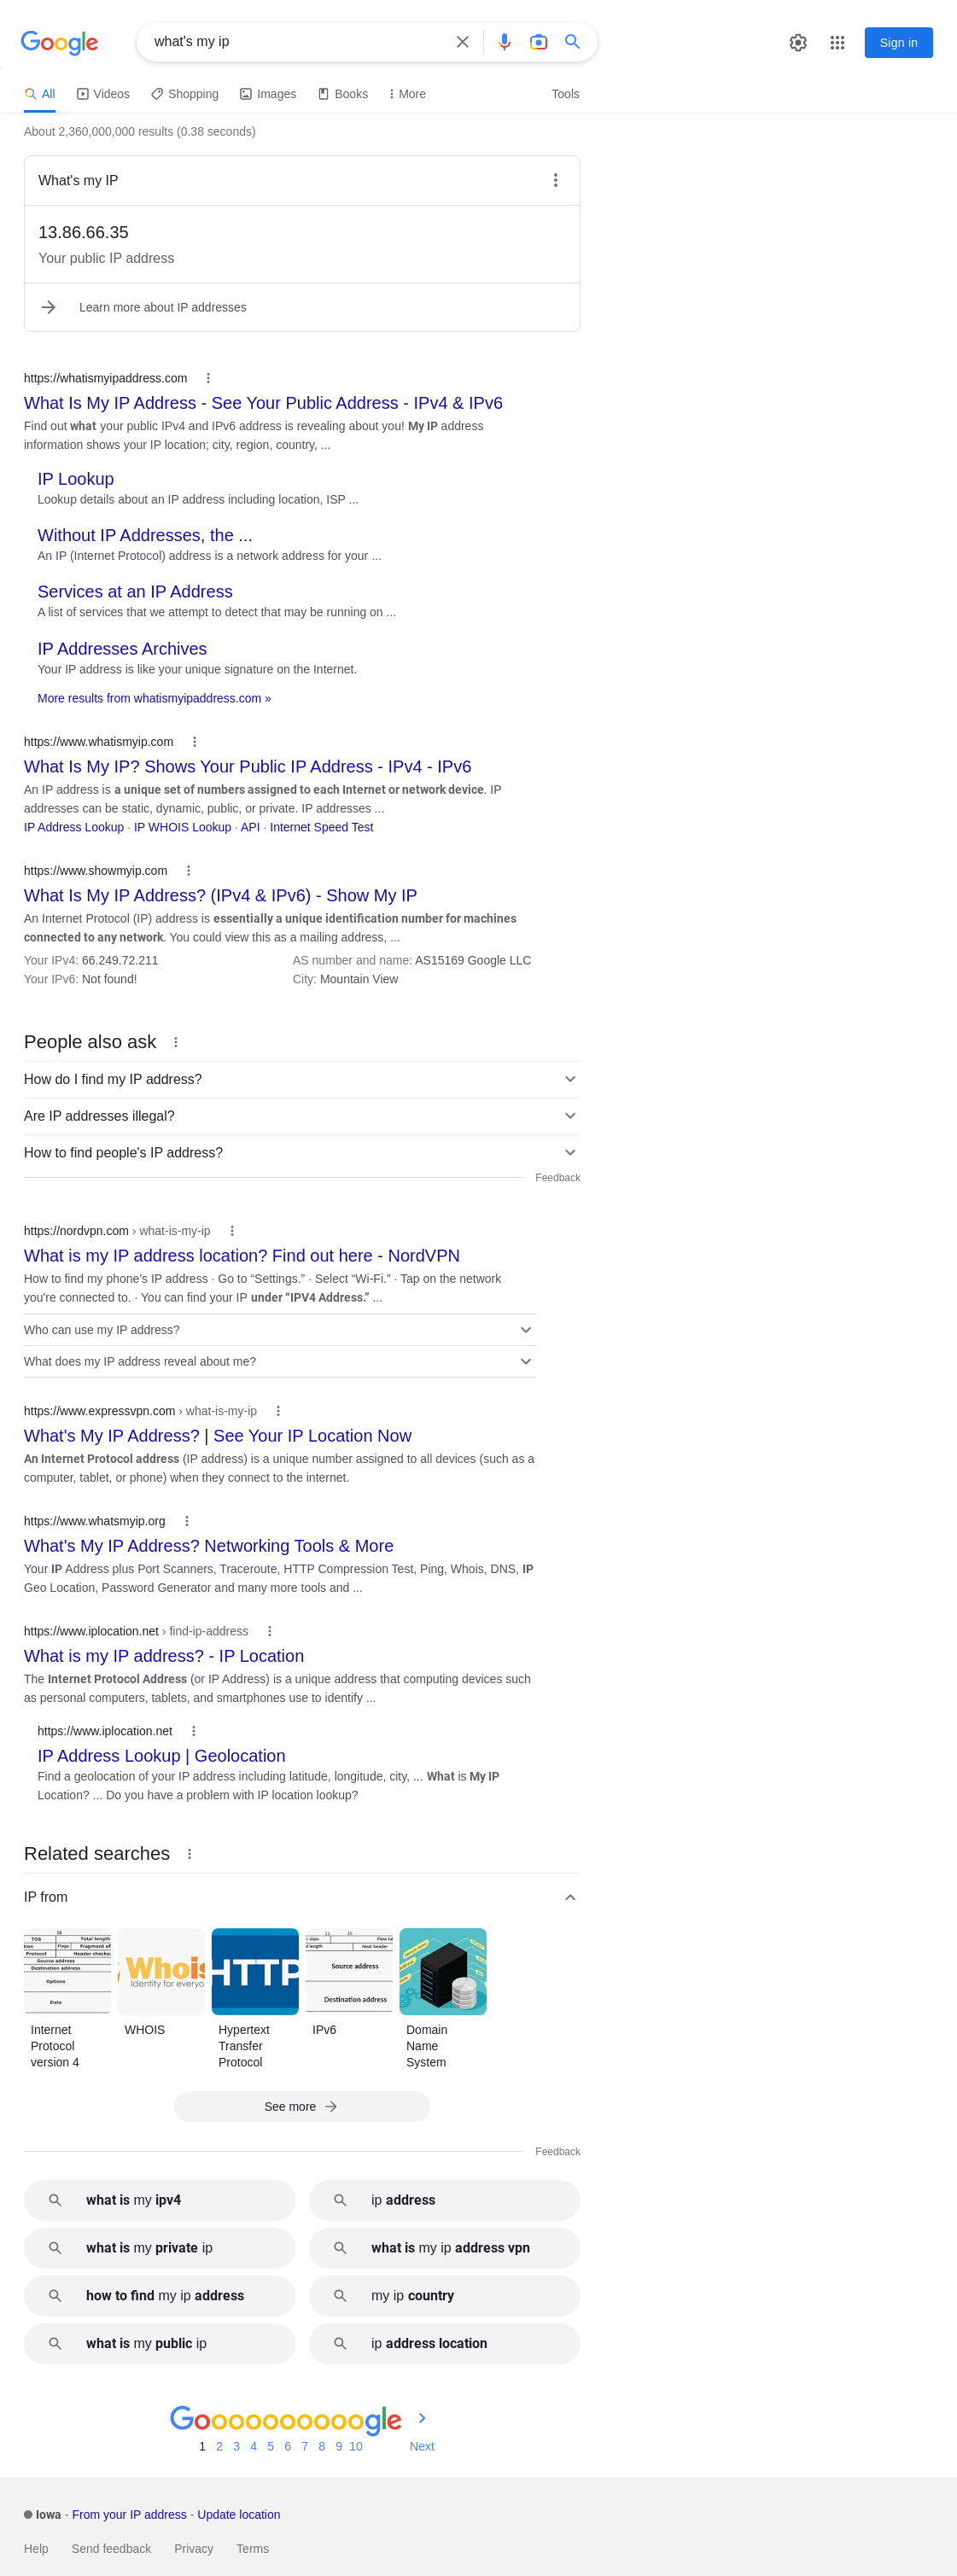 Google
what's my ip
Sign in
All Videos Shopping Images Books More Tools
About 2,360,000,000 results (0.38 seconds)
What's my IP
13.86.66.35
Your public IP address
Learn more about IP addresses
https://whatismyipaddress.com
What Is My IP Address - See Your Public Address - IPv4 & IPv6
Find out what your public IPv4 and IPv6 address is revealing about you! My IP address
information shows your IP location; city, region, country, ...
IP Lookup
Lookup details about an IP address including location, ISP ...
Without IP Addresses, the ...
An IP (Internet Protocol) address is a network address for your ...
Services at an IP Address
A list of services that we attempt to detect that may be running on ...
IP Addresses Archives
Your IP address is like your unique signature on the Internet.
More results from whatismyipaddress.com »
https://www.whatismyip.com
What Is My IP? Shows Your Public IP Address - IPv4 - IPv6
An IP address is a unique set of numbers assigned to each Internet or network device. IP
addresses can be static, dynamic, public, or private. IP addresses ...
IP Address Lookup · IP WHOIS Lookup · API · Internet Speed Test
https://www.showmyip.com
What Is My IP Address? (IPv4 & IPv6) - Show My IP
An Internet Protocol (IP) address is essentially a unique identification number for machines
connected to any network. You could view this as a mailing address, ...
Your IPv4: 66.249.72.211 AS number and name: AS15169 Google LLC
Your IPv6: Not found! City: Mountain View
People also ask
How do I find my IP address?
Are IP addresses illegal?
How to find people's IP address?
Feedback
https://nordvpn.com › what-is-my-ip
What is my IP address location? Find out here - NordVPN
How to find my phone's IP address · Go to “Settings.” · Select “Wi-Fi.” · Tap on the network
you're connected to. · You can find your IP under “IPV4 Address.” ...
Who can use my IP address?
What does my IP address reveal about me?
https://www.expressvpn.com › what-is-my-ip
What's My IP Address? | See Your IP Location Now
An Internet Protocol address (IP address) is a unique number assigned to all devices (such as a
computer, tablet, or phone) when they connect to the internet.
https://www.whatsmyip.org
What's My IP Address? Networking Tools & More
Your IP Address plus Port Scanners, Traceroute, HTTP Compression Test, Ping, Whois, DNS, IP
Geo Location, Password Generator and many more tools and ...
https://www.iplocation.net › find-ip-address
What is my IP address? - IP Location
The Internet Protocol Address (or IP Address) is a unique address that computing devices such
as personal computers, tablets, and smartphones use to identify ...
https://www.iplocation.net
IP Address Lookup | Geolocation
Find a geolocation of your IP address including latitude, longitude, city, ... What is My IP
Location? ... Do you have a problem with IP location lookup?
Related searches
IP from
16
TOS Total length
Flags Fragment of
Protocol Header checksu
Source address
Destination address
Options
Data
Whois
Identity for everyo
HTTP
Next header
Source address
Destination address
Internet
Protocol
version 4
WHOIS
Hypertext
Transfer
Protocol
IPv6
Domain
Name
System
See more
Feedback
what is my ipv4
ip address
what is my private ip
what is my ip address vpn
how to find my ip address
my ip country
what is my public ip
ip address location
Goooooooooogle
1 2 3 4 5 6 7 8 9 10 Next
Iowa - From your IP address - Update location
Help Send feedback Privacy Terms